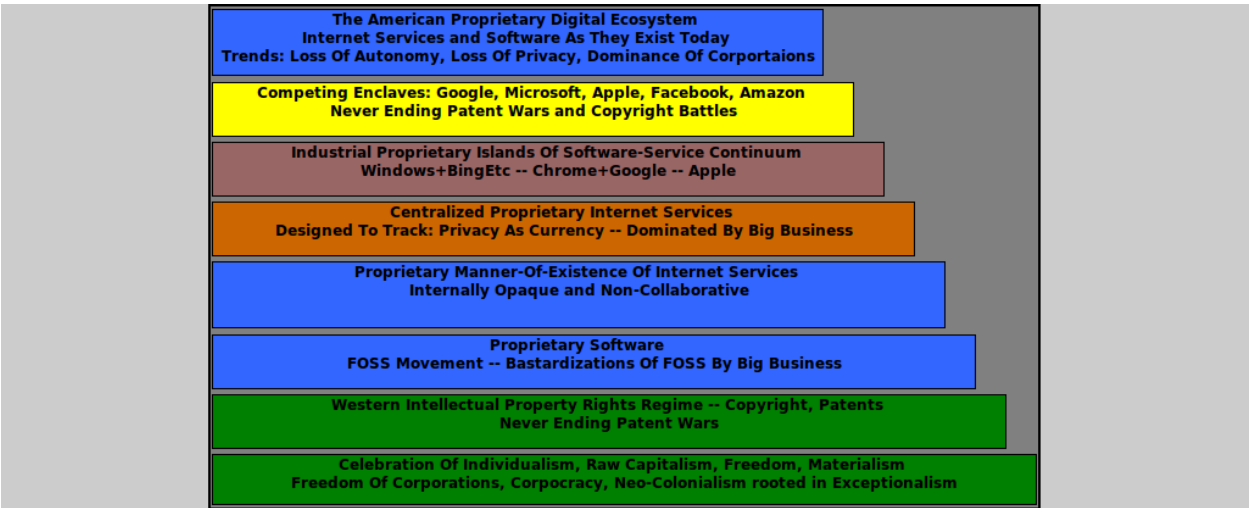 The American Proprietary Digital Ecosystem
Internet Services and Software As They Exist Today
Trends: Loss Of Autonomy, Loss Of Privacy, Dominance Of Corportaions
Competing Enclaves: Google, Microsoft, Apple, Facebook, Amazon
Never Ending Patent Wars and Copyright Battles
Industrial Proprietary Islands Of Software-Service Continuum
Windows+BingEtc -- Chrome+Google -- Apple
Centralized Proprietary Internet Services
Designed To Track: Privacy As Currency -- Dominated By Big Business
Proprietary Manner-Of-Existence Of Internet Services
Internally Opaque and Non-Collaborative
Proprietary Software
FOSS Movement -- Bastardizations Of FOSS By Big Business
Western Intellectual Property Rights Regime -- Copyright, Patents
Never Ending Patent Wars
Celebration Of Individualism, Raw Capitalism, Freedom, Materialism
Freedom Of Corporations, Corpocracy, Neo-Colonialism rooted in Exceptionalism